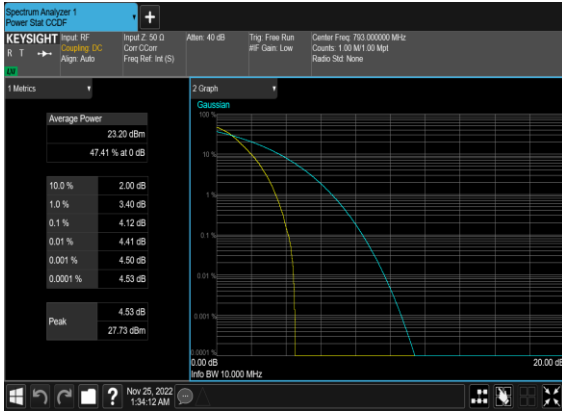 Spectrum Analyzer 1
Power Stat CCDF
+
KEYSIGHT
R T
Input: RF
Coupling: DC
Align: Auto
Input Z: 50 Ω
Corr CCorr
Freq Ref: Int (S)
Atten: 40 dB
Trig: Free Run
#IF Gain: Low
Center Freq: 793.000000 MHz
Counts: 1.00 M/1.00 Mpt
Radio Std: None
1 Metrics
Average Power
23.20 dBm
47.41 % at 0 dB
10.0 % 2.00 dB
1.0 % 3.40 dB
0.1 % 4.12 dB
0.01 % 4.41 dB
0.001 % 4.50 dB
0.0001 % 4.53 dB
Peak
4.53 dB
27.73 dBm
2 Graph
Gaussian
100 %
10 %
1 %
0.1 %
0.01 %
0.001 %
0.0001 %
0.00 dB 20.00 dB
Info BW 10.000 MHz
?
Nov 25, 2022
1:34:12 AM